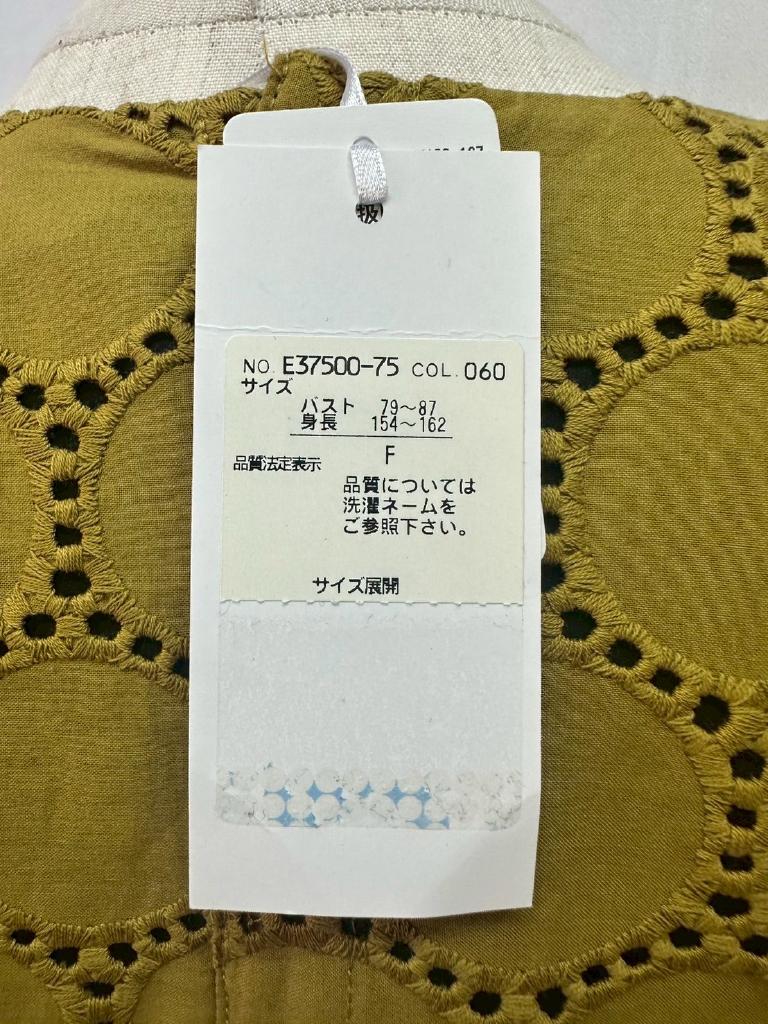 扱
NO. E37500-75 COL. 060
サイズ
バスト 79～87
身長 154～162
F
品質法定表示
品質については
洗濯ネームを
ご参照下さい。
サイズ展開